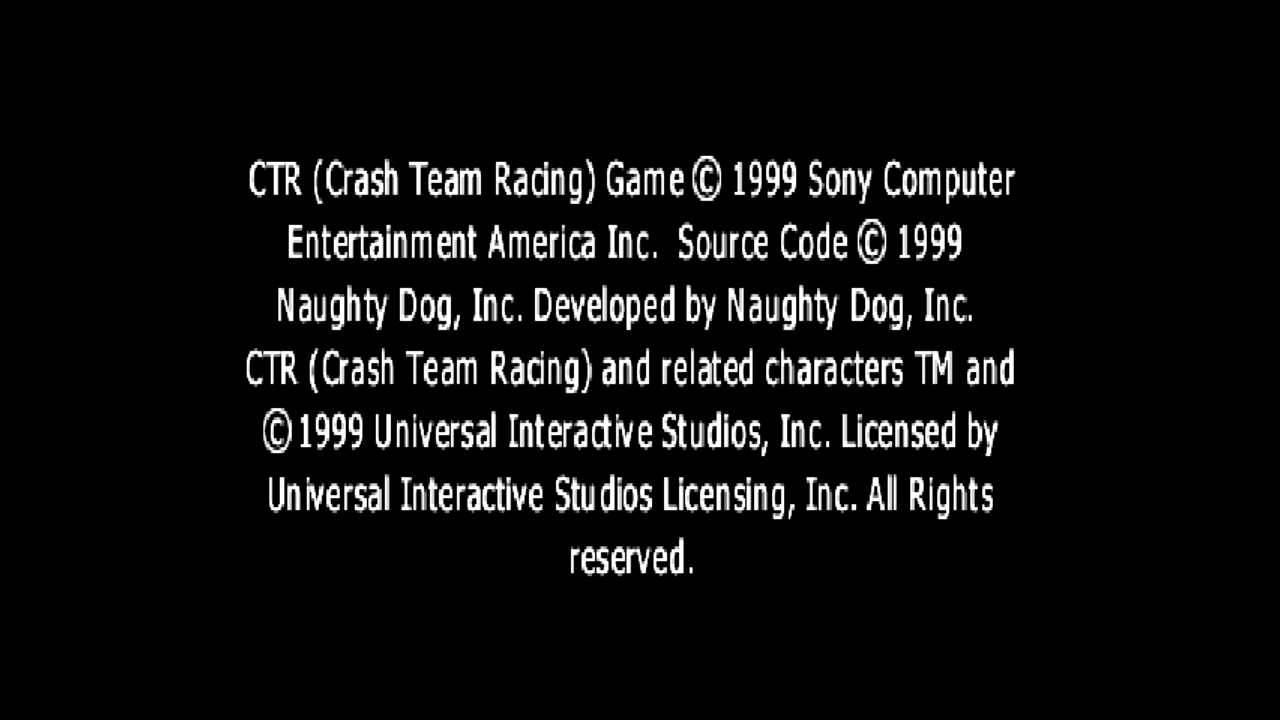 CTR (Crash Team Racing) Game © 1999 Sony Computer
Entertainment America Inc.  Source Code © 1999
Naughty Dog, Inc. Developed by Naughty Dog, Inc.
CTR (Crash Team Racing) and related characters TM and
© 1999 Universal Interactive Studios, Inc. Licensed by
Universal Interactive Studios Licensing, Inc. All Rights
reserved.